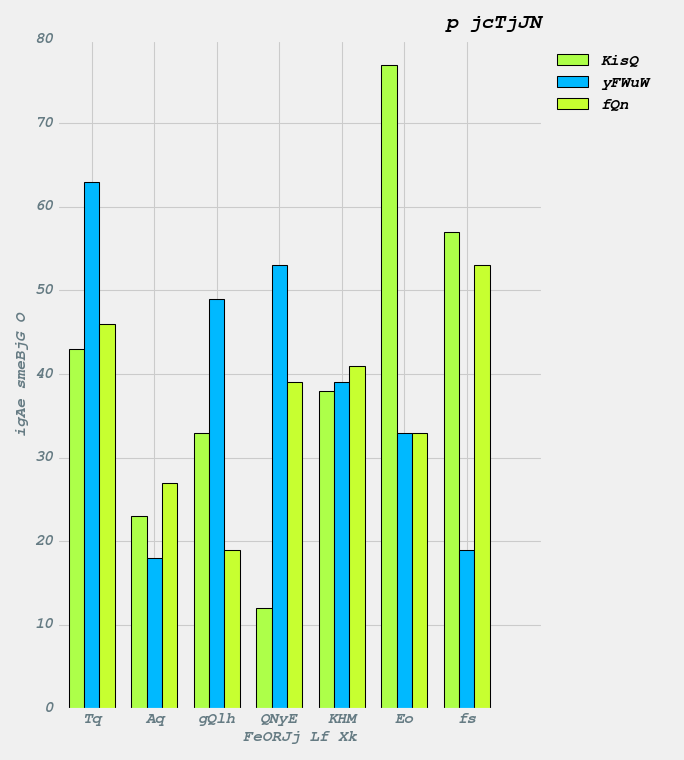 p jcTjJN
KisQ
yFWuW
fQn
80
70
60
50
40
30
20
10
0
igAe smeBjG O
Tq Aq gQlh QNyE KHM Eo fs
FeORJj Lf Xk